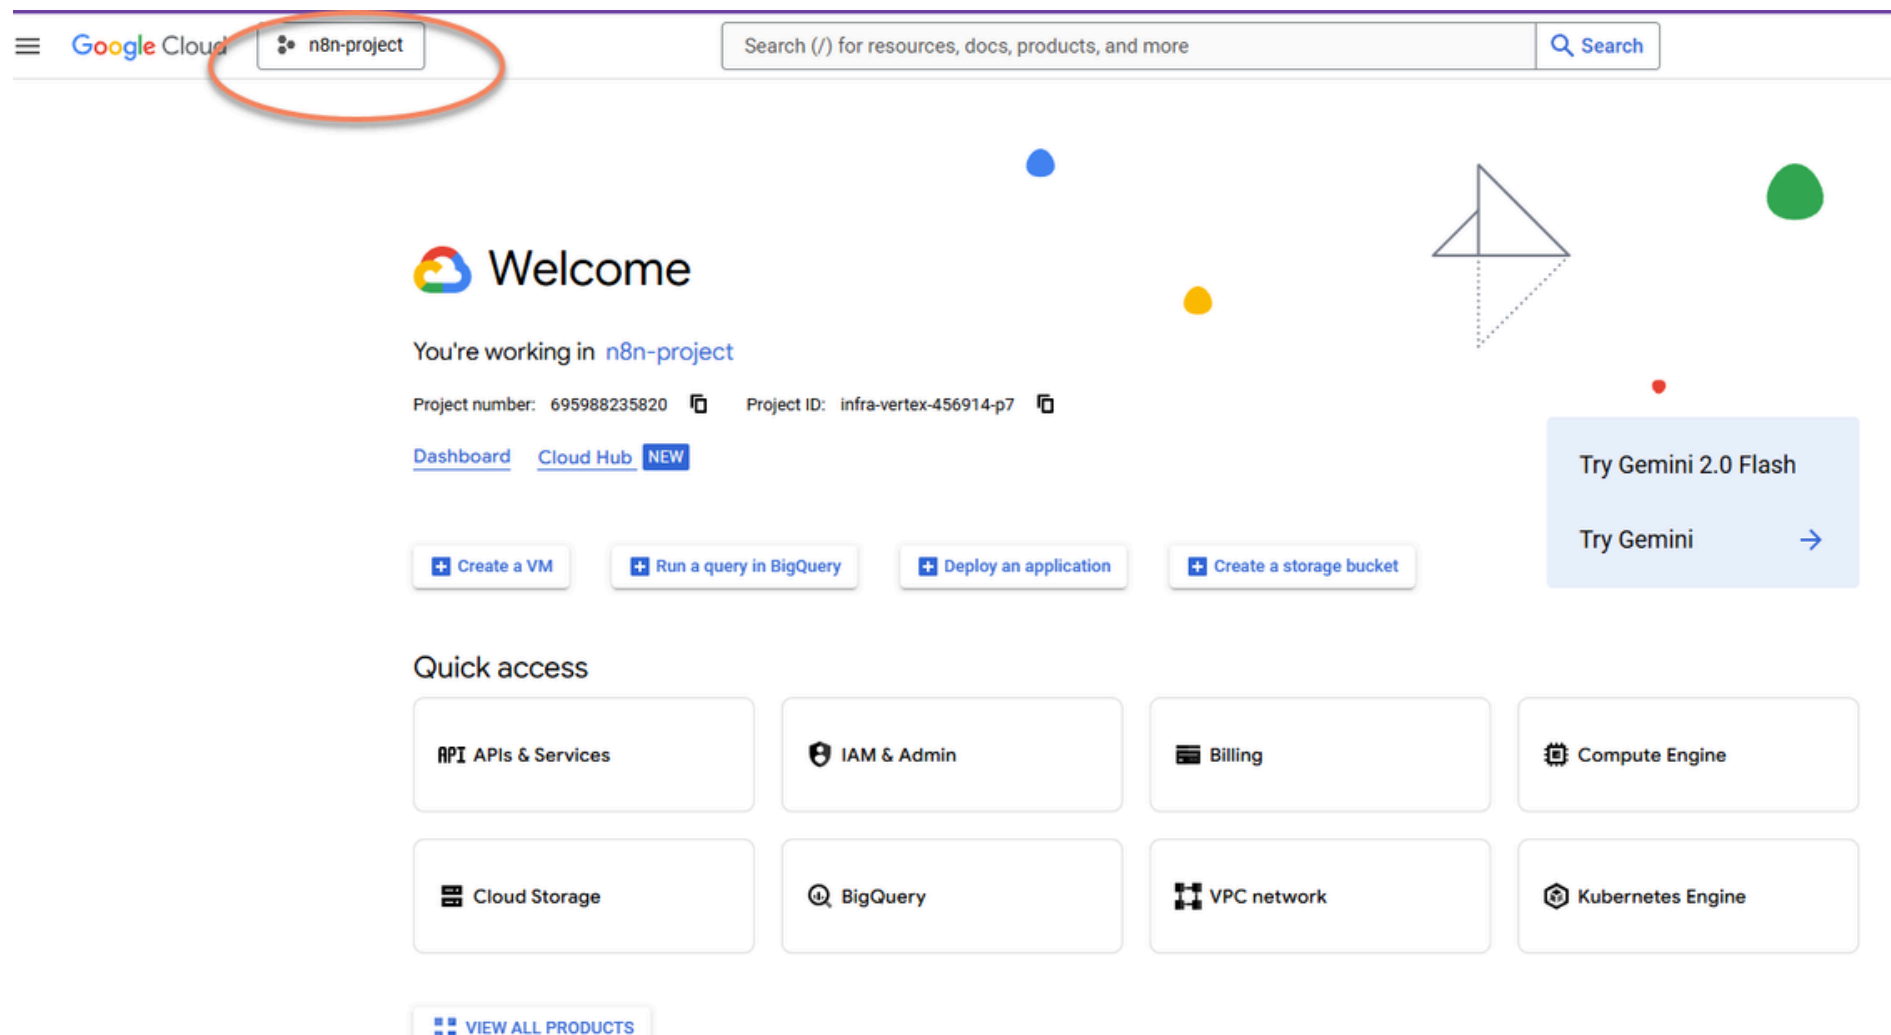 Google Cloud n8n-project Search (/) for resources, docs, products, and more Search
Welcome
You're working in n8n-project
Project number: 695988235820 Project ID: infra-vertex-456914-p7
Dashboard Cloud Hub NEW
Try Gemini 2.0 Flash
Try Gemini
Create a VM Run a query in BigQuery Deploy an application Create a storage bucket
Quick access
API APIs & Services IAM & Admin Billing Compute Engine
Cloud Storage BigQuery VPC network Kubernetes Engine
VIEW ALL PRODUCTS